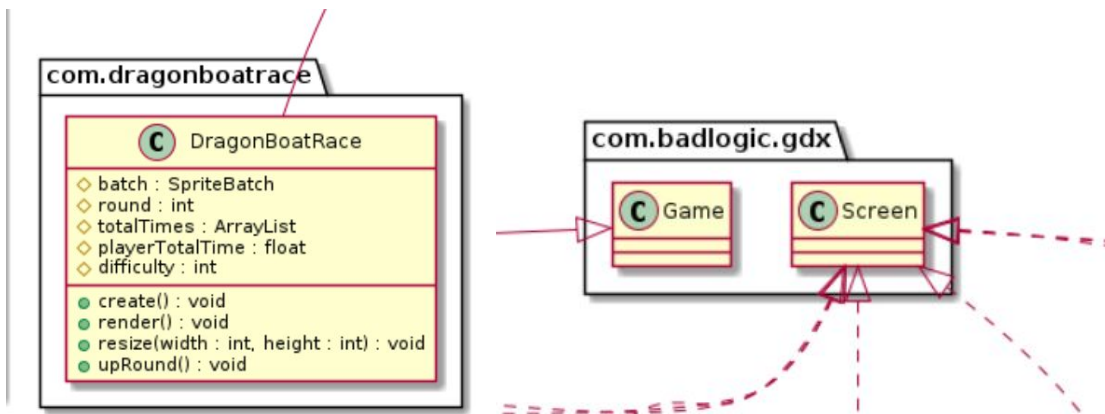 com.dragonboatrace
C DragonBoatRace
batch : SpriteBatch
round : int
totalTimes : ArrayList
playerTotalTime : float
difficulty : int
create() : void
render() : void
resize(width : int, height : int) : void
upRound() : void
com.badlogic.gdx
C Game
C Screen